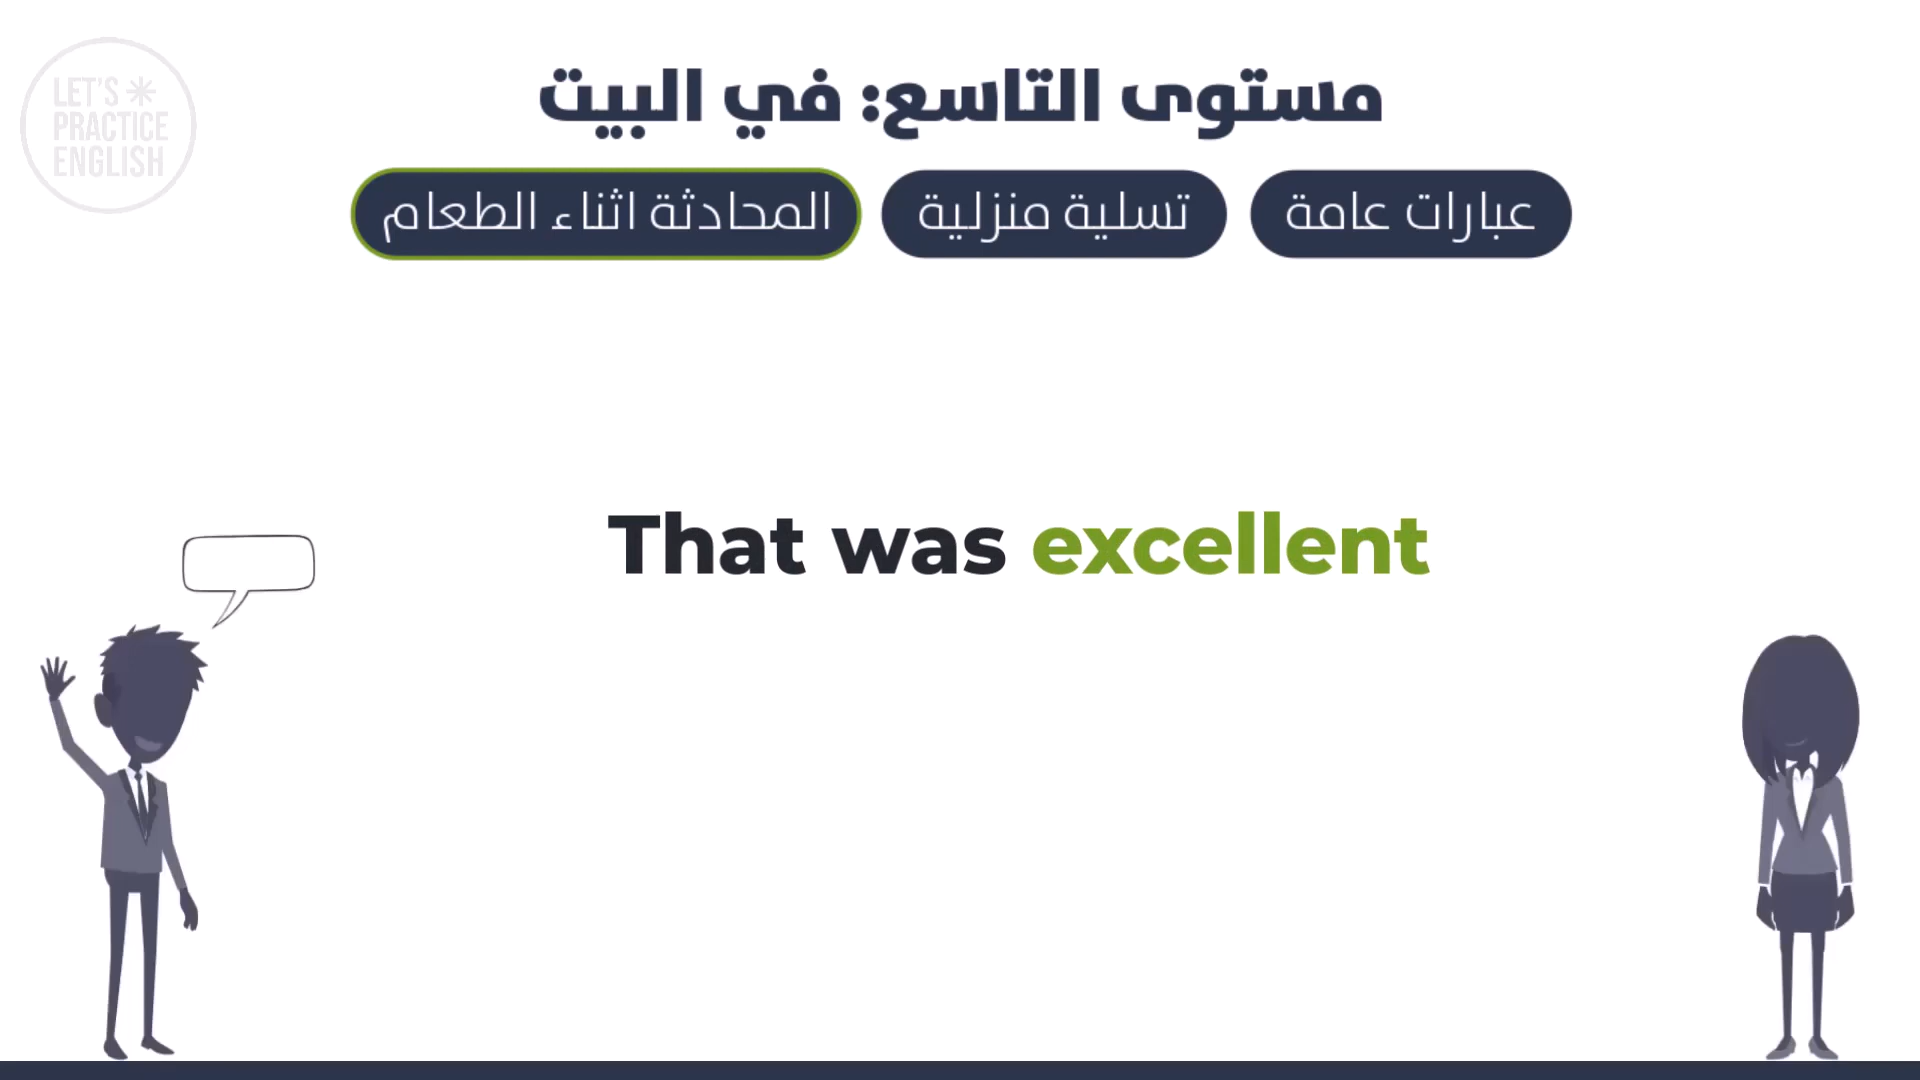 LET'S
PRACTICE
ENGLISH
مستوى التاسع: في البيت
عبارات عامة
تسلية منزلية
المحادثة اثناء الطعام
That was excellent